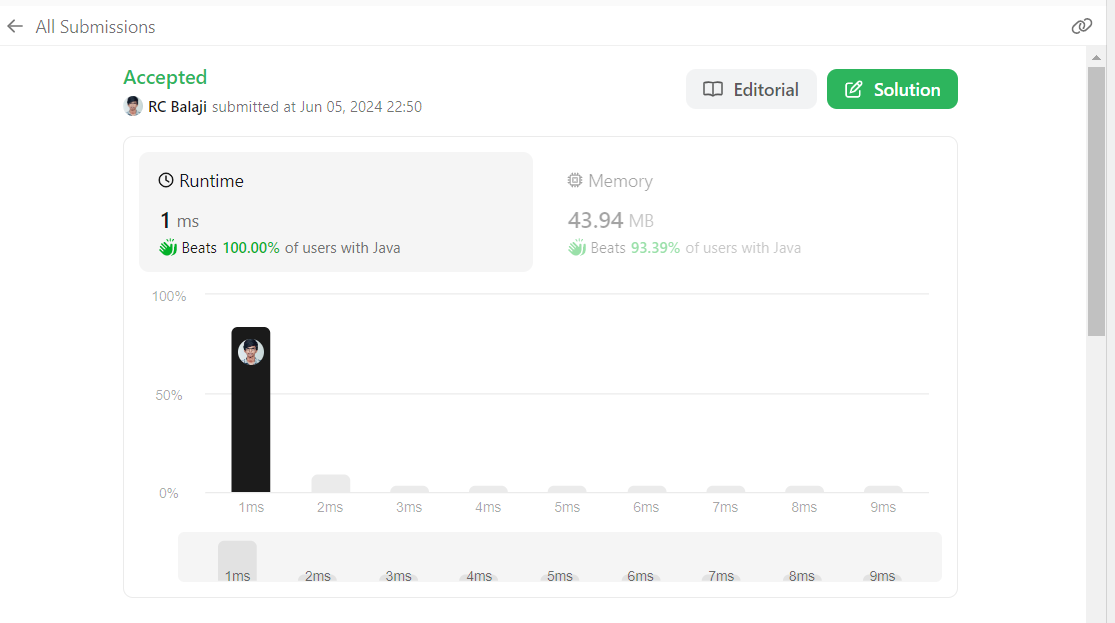 All Submissions
Accepted
RC Balaji submitted at Jun 05, 2024 22:50
Editorial
Solution
Runtime
1 ms
Beats 100.00% of users with Java
Memory
43.94 MB
Beats 93.39% of users with Java
100%
50%
0%
1ms 2ms 3ms 4ms 5ms 6ms 7ms 8ms 9ms
1ms 2ms 3ms 4ms 5ms 6ms 7ms 8ms 9ms